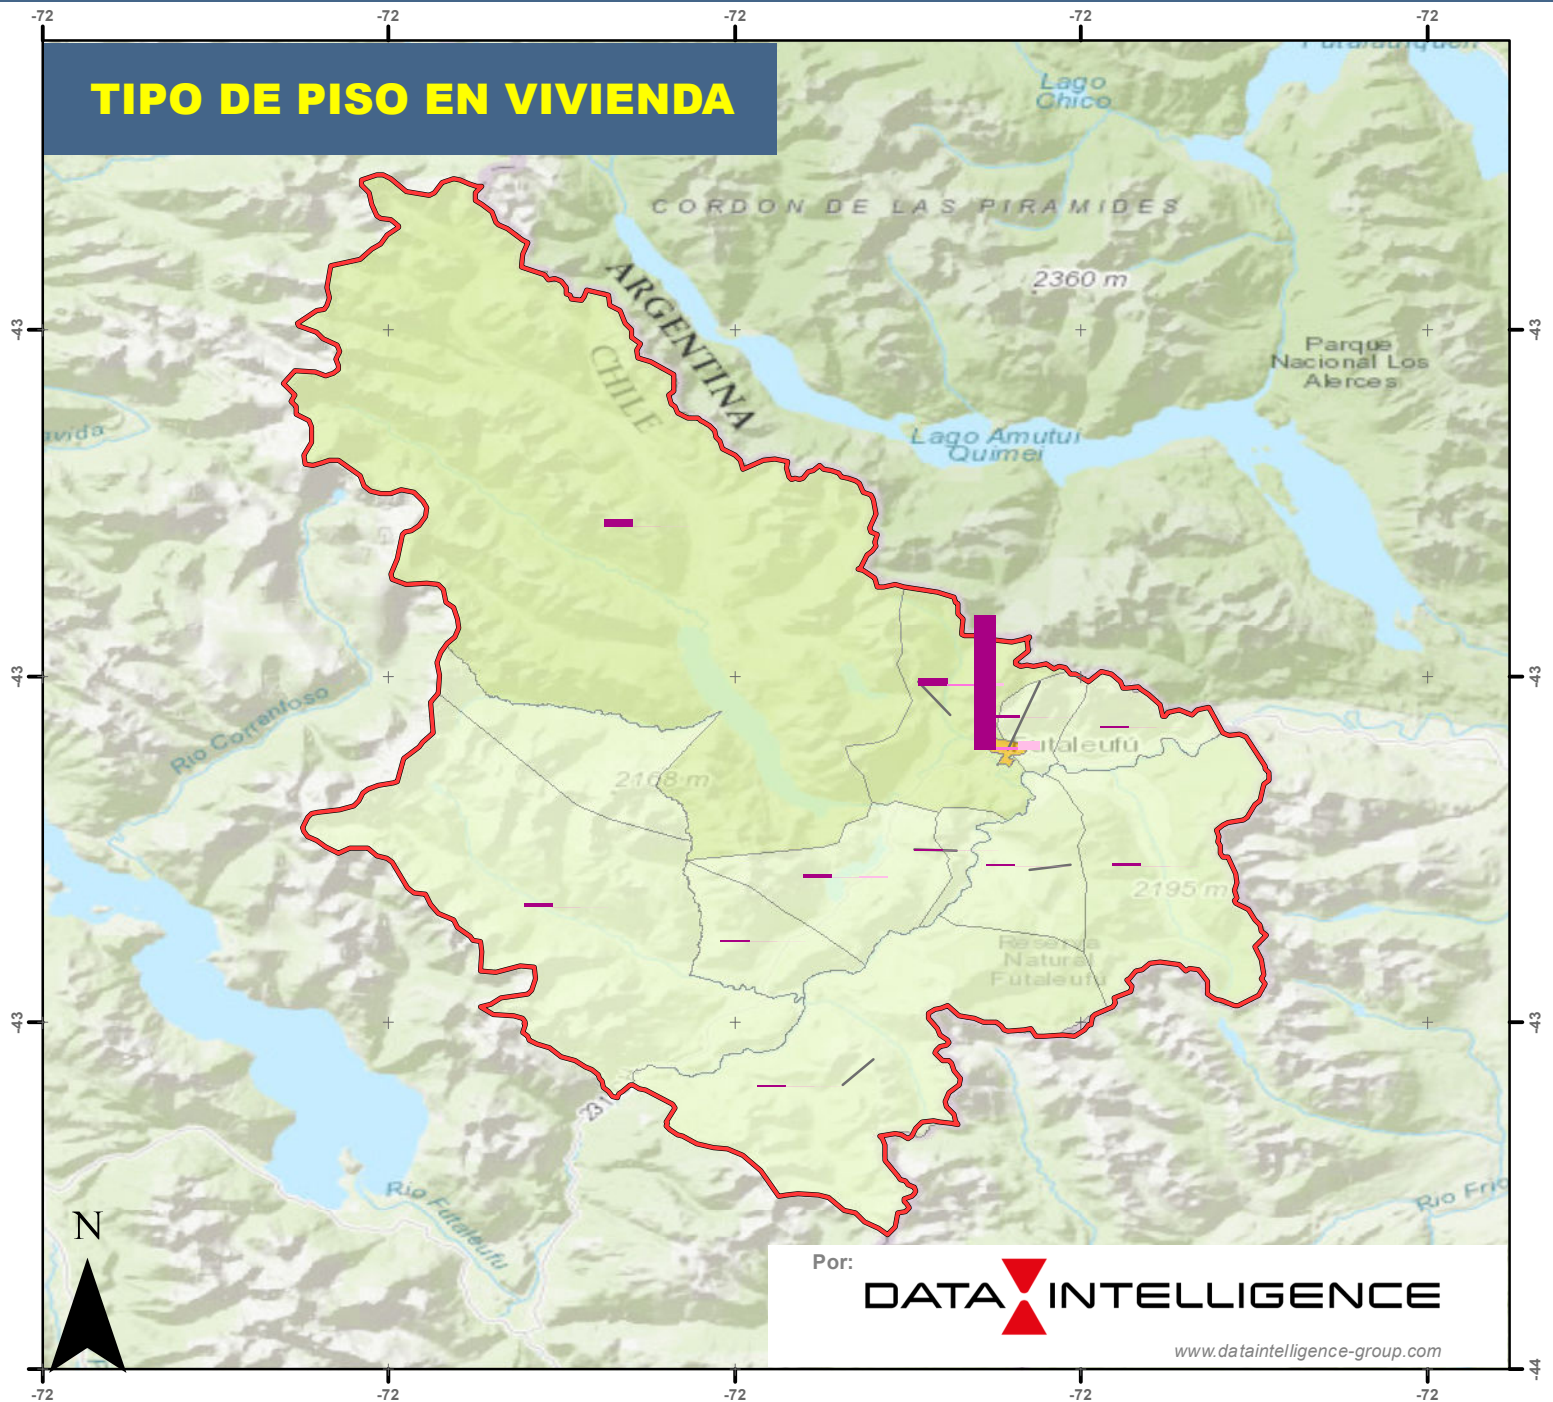 -72 -72 -72 -72 -72
TIPO DE PISO EN VIVIENDA
Lago
Chico
CORDON DE LAS PIRAMIDES
2360 m
ARGENTINA
CHILE
43 43
Parque
Nacional Los
Alerces
Lago Amutui
Quimei
43 43
Rio Corrantoso
Futaleufú
2168 m
2195 m
Reserva
Natural
Futaleufú
43 43
231
Rio Futaleufu
Rio Frio
N
Por:
DATA INTELLIGENCE
www.dataintelligence-group.com
-44
-72 -72 -72 -72 -72